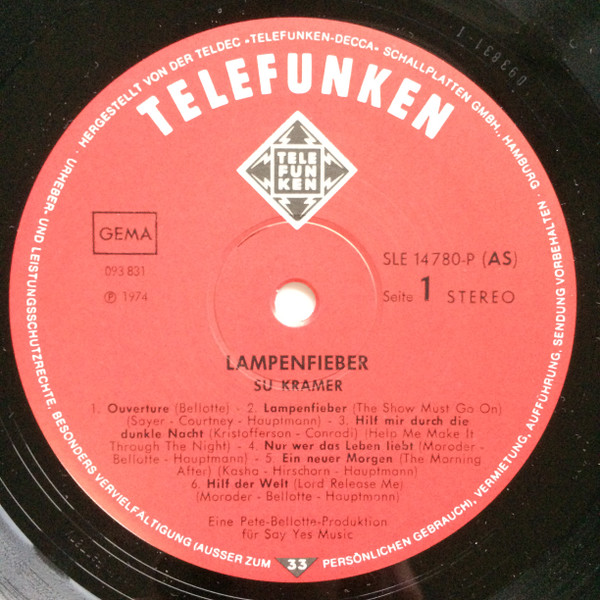 · HERGESTELLT VON DER TELDEC »TELEFUNKEN-DECCA« SCHALLPLATTEN GMBH., HAMBURG ·
URHEBER- UND LEISTUNGSSCHUTZRECHTE, BESONDERS VERVIELFÄLTIGUNG (AUSSER ZUM PERSÖNLICHEN GEBRAUCH), VERMIETUNG, AUFFÜHRUNG, SENDUNG VORBEHALTEN.
TELEFUNKEN
TELE
FUN
KEN
093831-1
GEMA
093 831
℗ 1974
SLE 14780-P (AS)
Seite 1 STEREO
LAMPENFIEBER
SU KRAMER
1. Ouverture (Bellotte) - 2. Lampenfieber (The Show Must Go On)
(Sayer - Courtney - Hauptmann) - 3. Hilf mir durch die
dunkle Nacht (Kristofferson - Conradi) (Help Me Make It
Through The Night) - 4. Nur wer das Leben liebt (Moroder -
Bellotte - Hauptmann) - 5. Ein neuer Morgen (The Morning
After) (Kasha - Hirschorn - Hauptmann)
6. Hilf der Welt (Lord Release Me)
(Moroder - Bellotte - Hauptmann)
Eine Pete-Bellotte-Produktion
für Say Yes Music
33